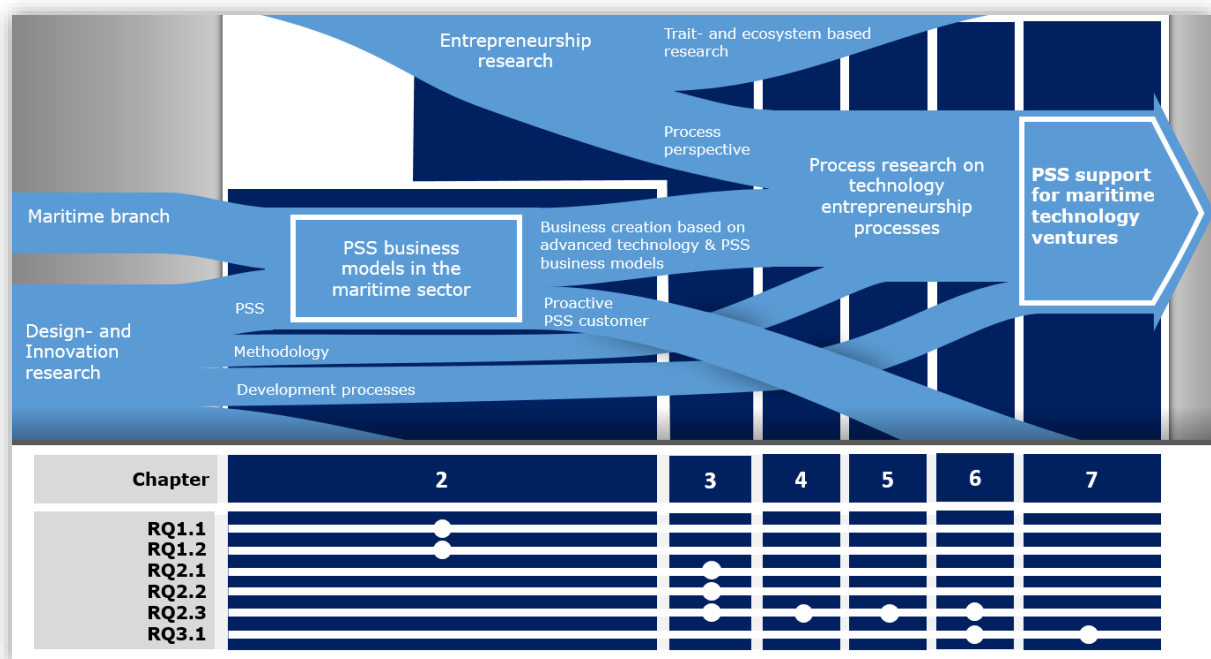 Entrepreneurship
research
Trait- and ecosystem based
research
Process
perspective
Maritime branch
PSS business
models in the
maritime sector
Business creation based on
advanced technology & PSS
business models
Process research on
technology
entrepreneurship
processes
PSS support
for maritime
technology
ventures
PSS
Proactive
PSS customer
Design- and
Innovation
research
Methodology
Development processes
Chapter 2 3 4 5 6 7
RQ1.1
RQ1.2
RQ2.1
RQ2.2
RQ2.3
RQ3.1